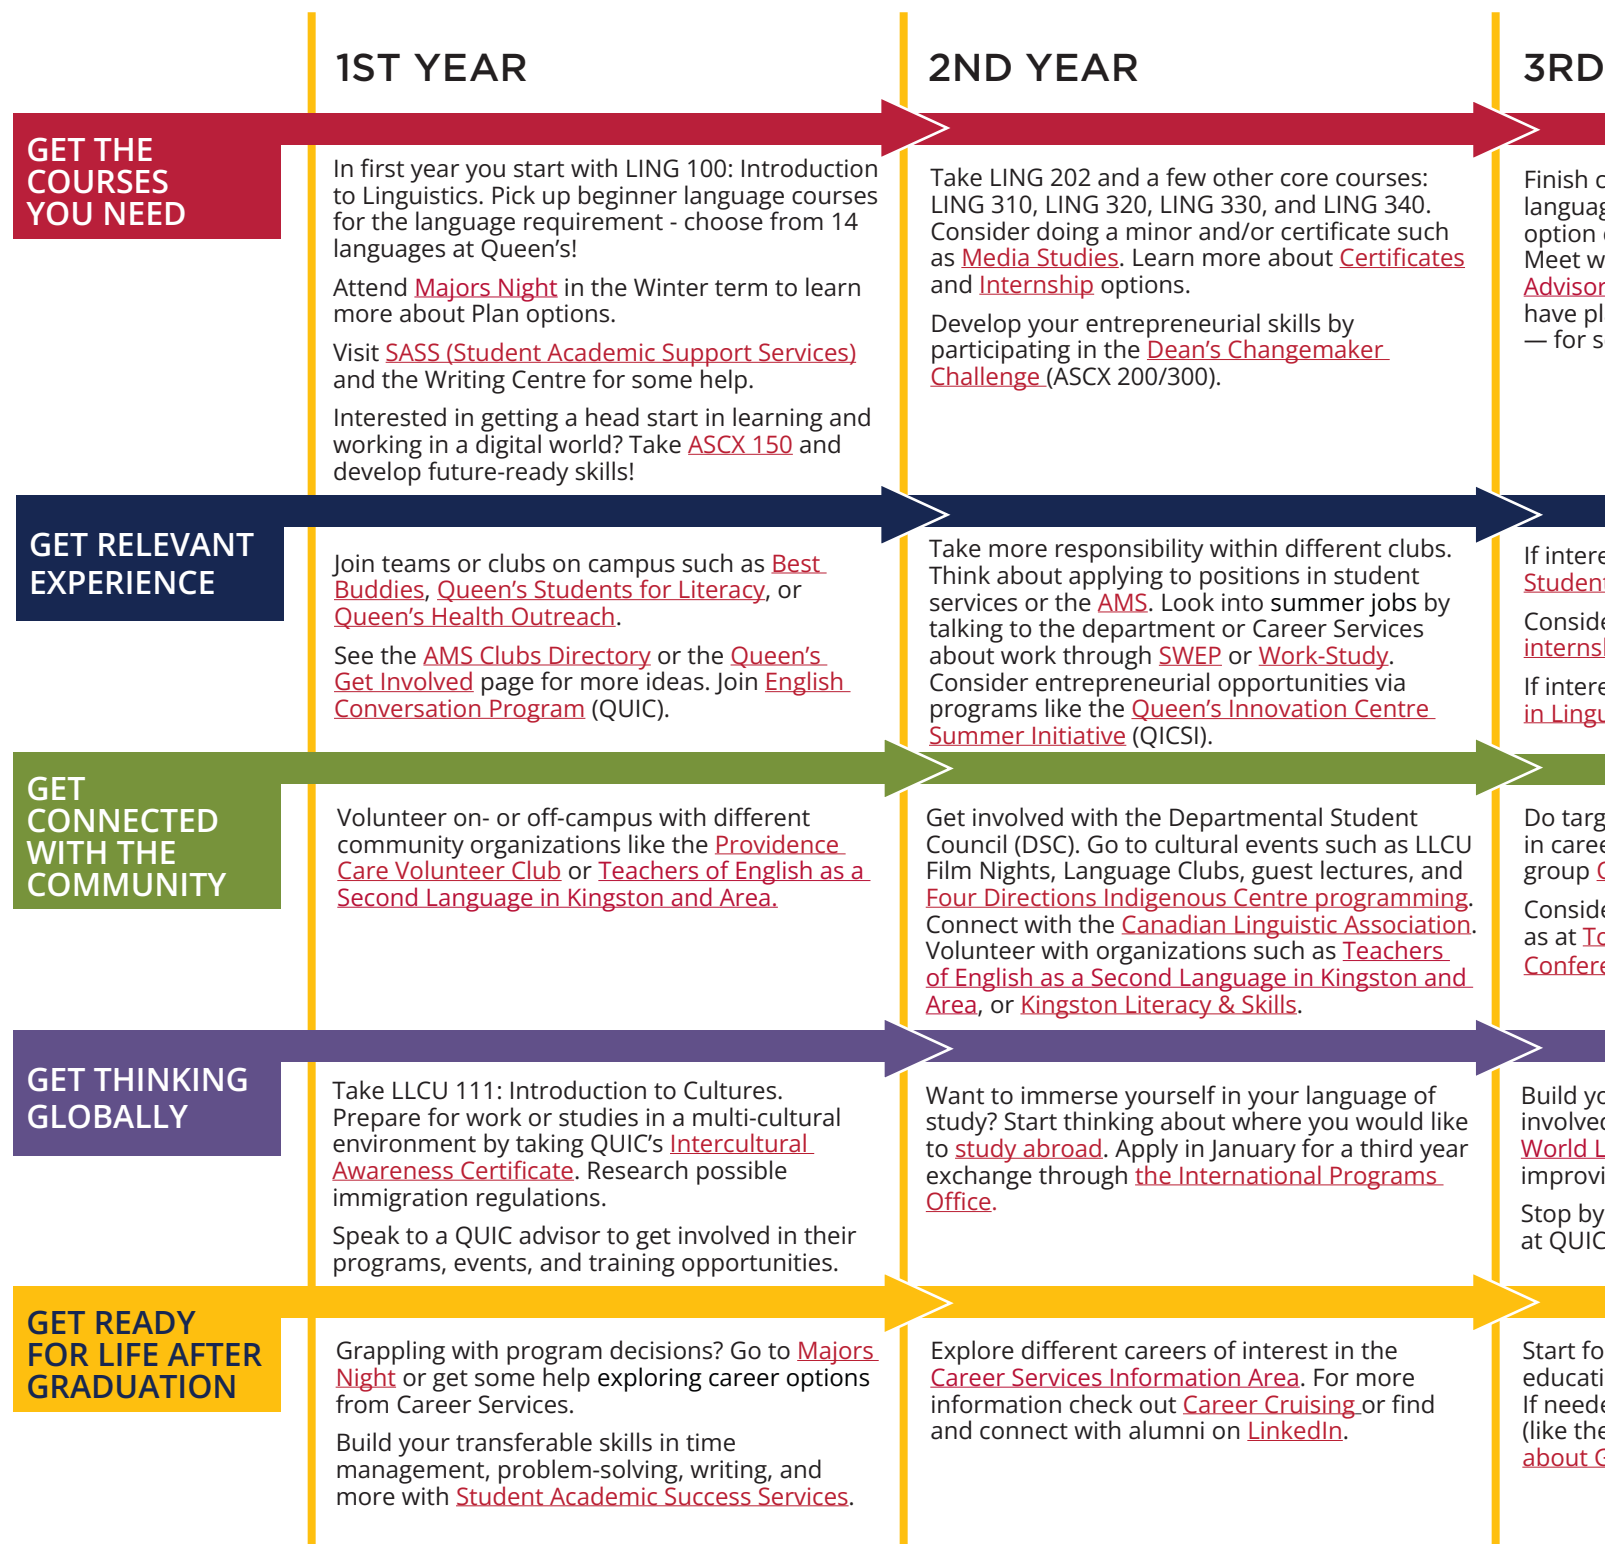 1ST YEAR
2ND YEAR
3RD
GET THE
COURSES
YOU NEED
In first year you start with LING 100: Introduction
to Linguistics. Pick up beginner language courses
for the language requirement - choose from 14
languages at Queen's!
Attend Majors Night in the Winter term to learn
more about Plan options.
Visit SASS (Student Academic Support Services)
and the Writing Centre for some help.
Interested in getting a head start in learning and
working in a digital world? Take ASCX 150 and
develop future-ready skills!
Take LING 202 and a few other core courses:
LING 310, LING 320, LING 330, and LING 340.
Consider doing a minor and/or certificate such
as Media Studies. Learn more about Certificates
and Internship options.
Develop your entrepreneurial skills by
participating in the Dean's Changemaker
Challenge (ASCX 200/300).
Finish
option
Meet
have
— for
GET RELEVANT
EXPERIENCE
Join teams or clubs on campus such as Best
Buddies, Queen's Students for Literacy, or
Queen's Health Outreach.
See the AMS Clubs Directory or the Queen's
Get Involved page for more ideas. Join English
Conversation Program (QUIC).
Take more responsibility within different clubs.
Think about applying to positions in student
services or the AMS. Look into summer jobs by
talking to the department or Career Services
about work through SWEP or Work-Study.
Consider entrepreneurial opportunities via
programs like the Queen's Innovation Centre
Summer Initiative (QICSI).
If
If
in
GET
CONNECTED
WITH THE
COMMUNITY
Volunteer on- or off-campus with different
community organizations like the Providence
Care Volunteer Club or Teachers of English as a
Second Language in Kingston and Area.
Get involved with the Departmental Student
Council (DSC). Go to cultural events such as LLCU
Film Nights, Language Clubs, guest lectures, and
Four Directions Indigenous Centre programming.
Connect with the Canadian Linguistic Association.
Volunteer with organizations such as Teachers
of English as a Second Language in Kingston and
Area, or Kingston Literacy & Skills.
Do
in
group
as at
GET THINKING
GLOBALLY
Take LLCU 111: Introduction to Cultures.
Prepare for work or studies in a multi-cultural
environment by taking QUIC's Intercultural
Awareness Certificate. Research possible
immigration regulations.
Speak to a QUIC advisor to get involved in their
programs, events, and training opportunities.
Want to immerse yourself in your language of
study? Start thinking about where you would like
to study abroad. Apply in January for a third year
exchange through the International Programs
Office.
Build
World
Stop by
at QUIC
GET READY
FOR LIFE AFTER
GRADUATION
Grappling with program decisions? Go to Majors
Night or get some help exploring career options
from Career Services.
Build your transferable skills in time
management, problem-solving, writing, and
more with Student Academic Success Services.
Explore different careers of interest in the
Career Services Information Area. For more
information check out Career Cruising or find
and connect with alumni on LinkedIn.
Start
If
(like
about